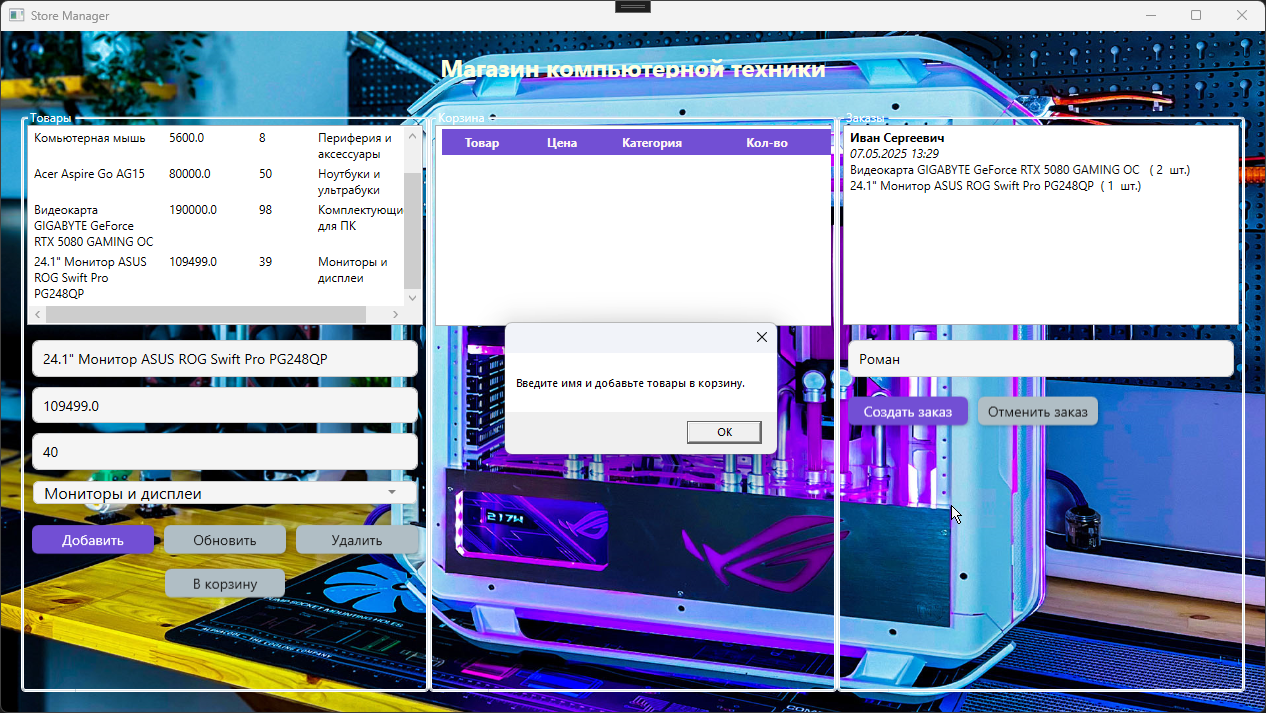 Store Manager
Магазин компьютерной техники
Товары
Комьютерная мышь 5600.0 8 Периферия и
аксессуары
Acer Aspire Go AG15 80000.0 50 Ноутбуки и
ультрабуки
Видеокарта 190000.0 98 Комплектующи
GIGABYTE GeForce для ПК
RTX 5080 GAMING OC
24.1" Монитор ASUS 109499.0 39 Мониторы и
ROG Swift Pro дисплеи
PG248QP
24.1" Монитор ASUS ROG Swift Pro PG248QP
109499.0
40
Мониторы и дисплеи
Добавить Обновить Удалить
В корзину
Корзина
Товар Цена Категория Кол-во
Введите имя и добавьте товары в корзину.
OK
217W
Заказы
Иван Сергеевич
07.05.2025 13:29
Видеокарта GIGABYTE GeForce RTX 5080 GAMING OC ( 2 шт.)
24.1" Монитор ASUS ROG Swift Pro PG248QP ( 1 шт.)
Роман
Создать заказ Отменить заказ